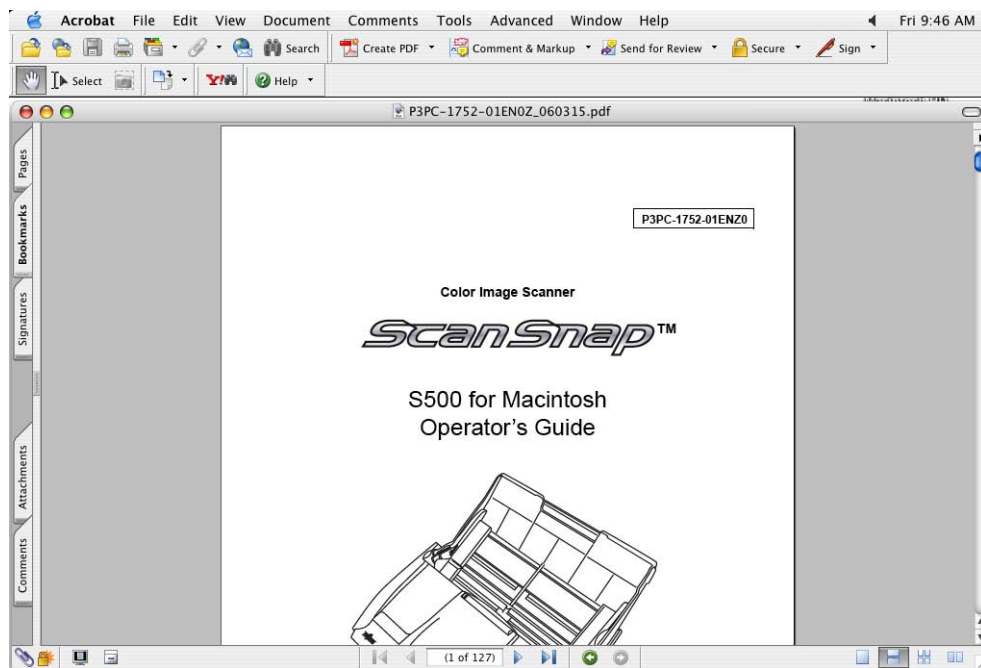 Acrobat File Edit View Document Comments Tools Advanced Window Help Fri 9:46 AM
Search Create PDF Comment & Markup Send for Review Secure Sign
Select Y! Help
P3PC-1752-01EN0Z_060315.pdf
Pages
Bookmarks
Signatures
Attachments
Comments
P3PC-1752-01ENZ0
Color Image Scanner
ScanSnap™
S500 for Macintosh
Operator's Guide
(1 of 127)